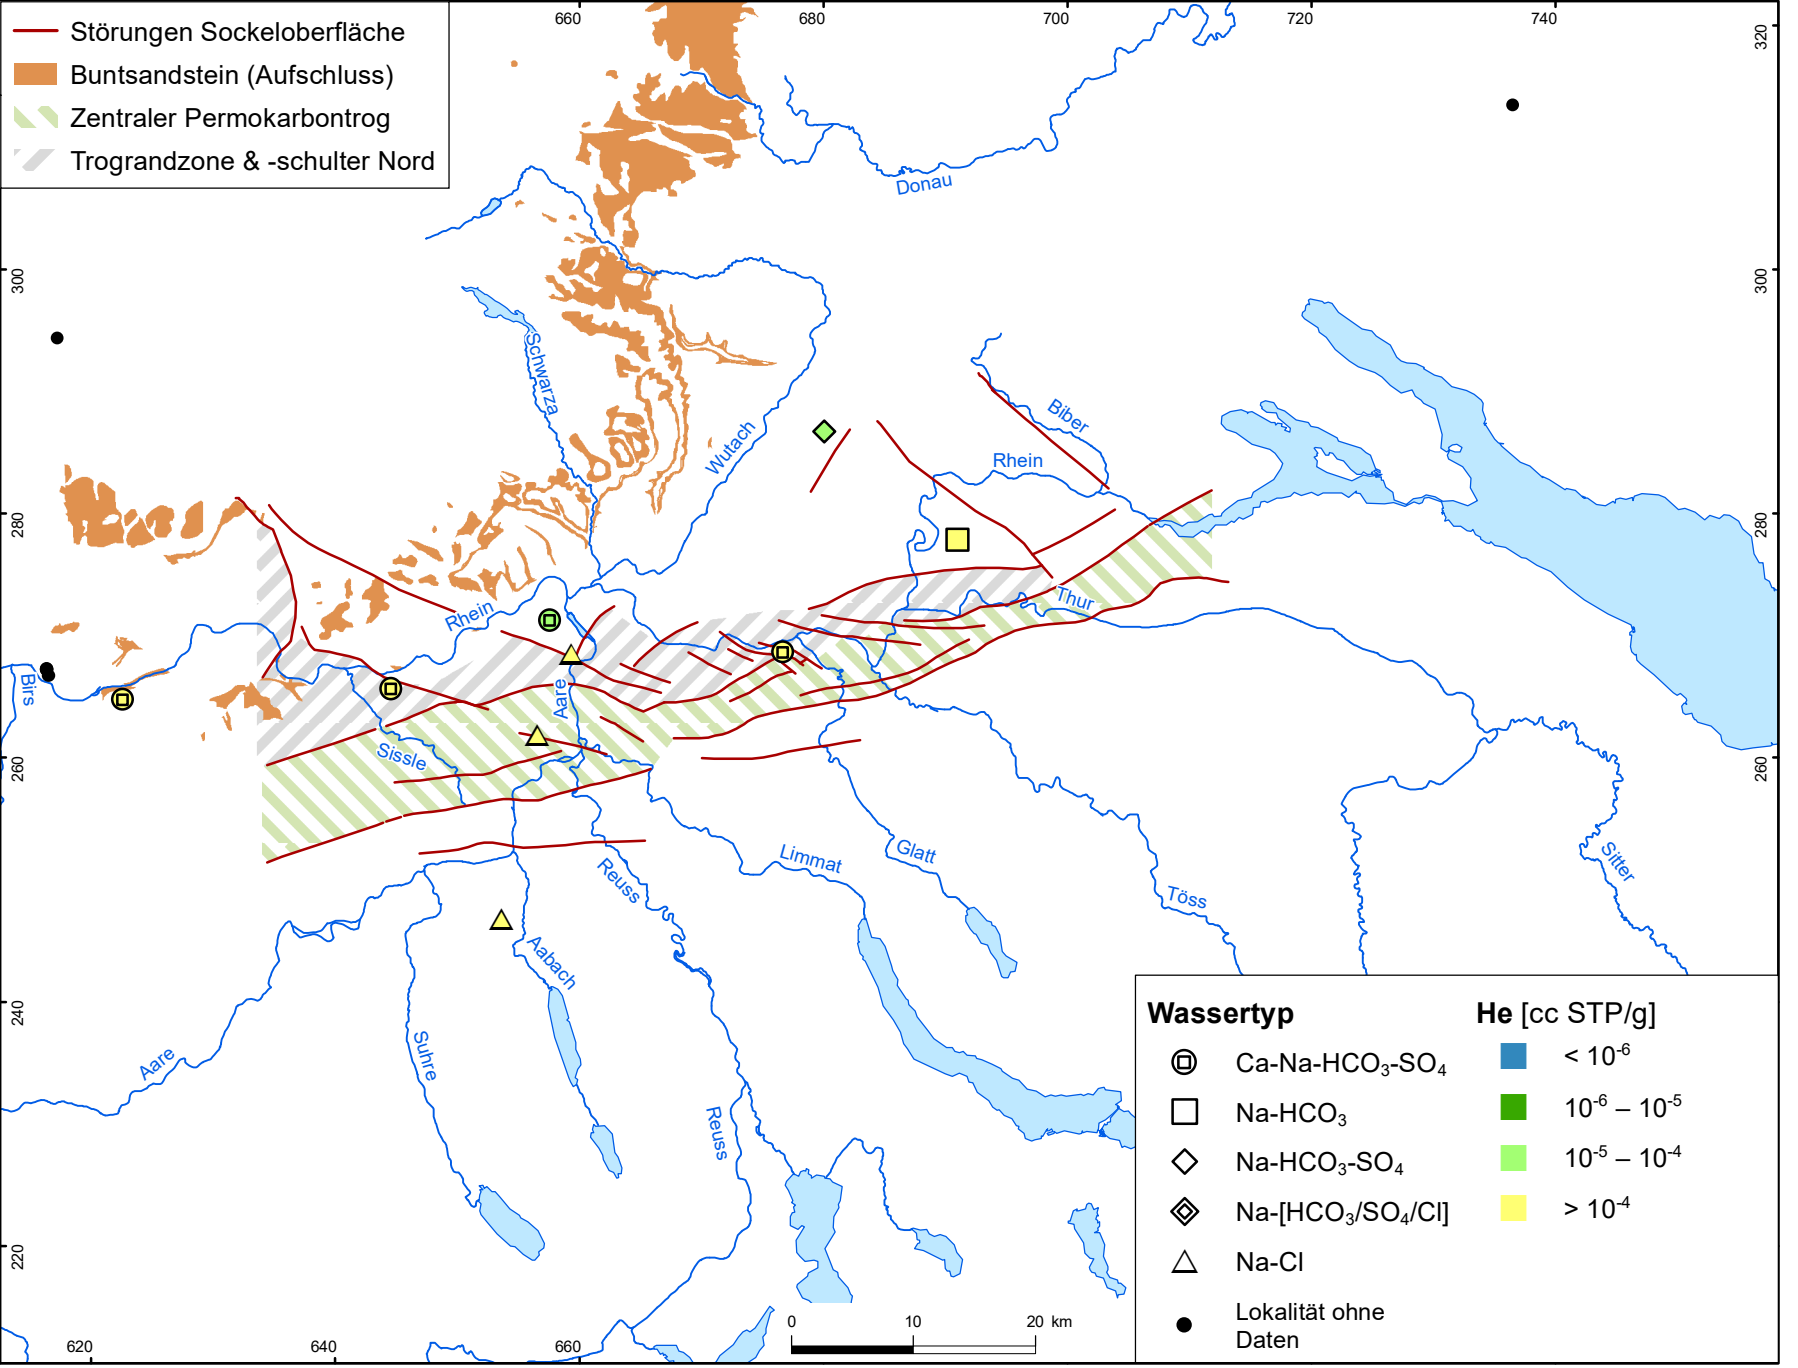 660
680
700
720
740
320
Störungen Sockeloberfläche
Buntsandstein (Aufschluss)
Zentraler Permokarbontrog
Trograndzone & -schulter Nord
Donau
300
300
Schwarza
Wutach
Biber
Rhein
280
280
Rhein
Thur
Birs
Aare
Sissle
260
260
Limmat
Glatt
Reuss
Töss
Sitter
Aabach
240
Aare
Suhre
Reuss
220
620
640
660
0 10 20 km
Wassertyp
Ca-Na-HCO₃-SO₄
Na-HCO₃
Na-HCO₃-SO₄
Na-[HCO₃/SO₄/Cl]
Na-Cl
Lokalität ohne
Daten
He [cc STP/g]
< 10⁻⁶
10⁻⁶ – 10⁻⁵
10⁻⁵ – 10⁻⁴
> 10⁻⁴